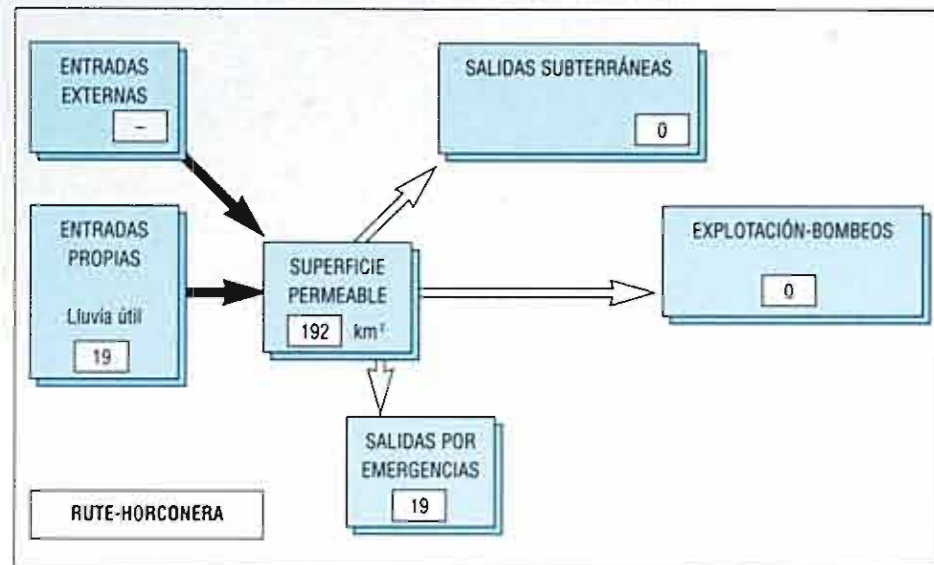 ENTRADAS
EXTERNAS
–
SALIDAS SUBTERRÁNEAS
0
ENTRADAS
PROPIAS
Lluvia útil
19
SUPERFICIE
PERMEABLE
192 km²
EXPLOTACIÓN-BOMBEOS
0
SALIDAS POR
EMERGENCIAS
19
RUTE-HORCONERA